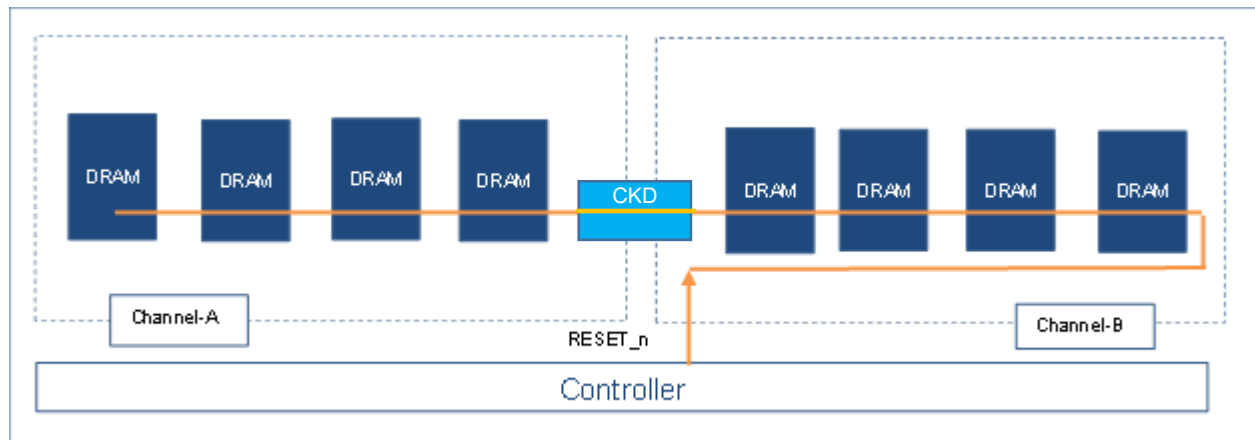 DRAM
DRAM
DRAM
DRAM
CKD
DRAM
DRAM
DRAM
DRAM
Channel-A
RESET_n
Channel-B
Controller